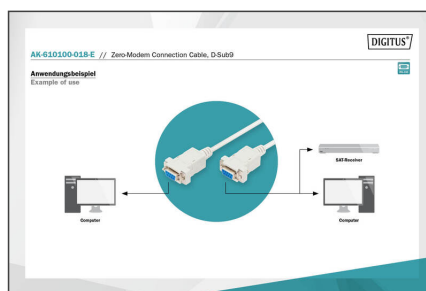 DIGITUS®
AK-610100-018-E // Zero-Modem Connection Cable, D-Sub9
Anwendungsbeispiel
Example of use
SAT-Receiver
Computer
Computer